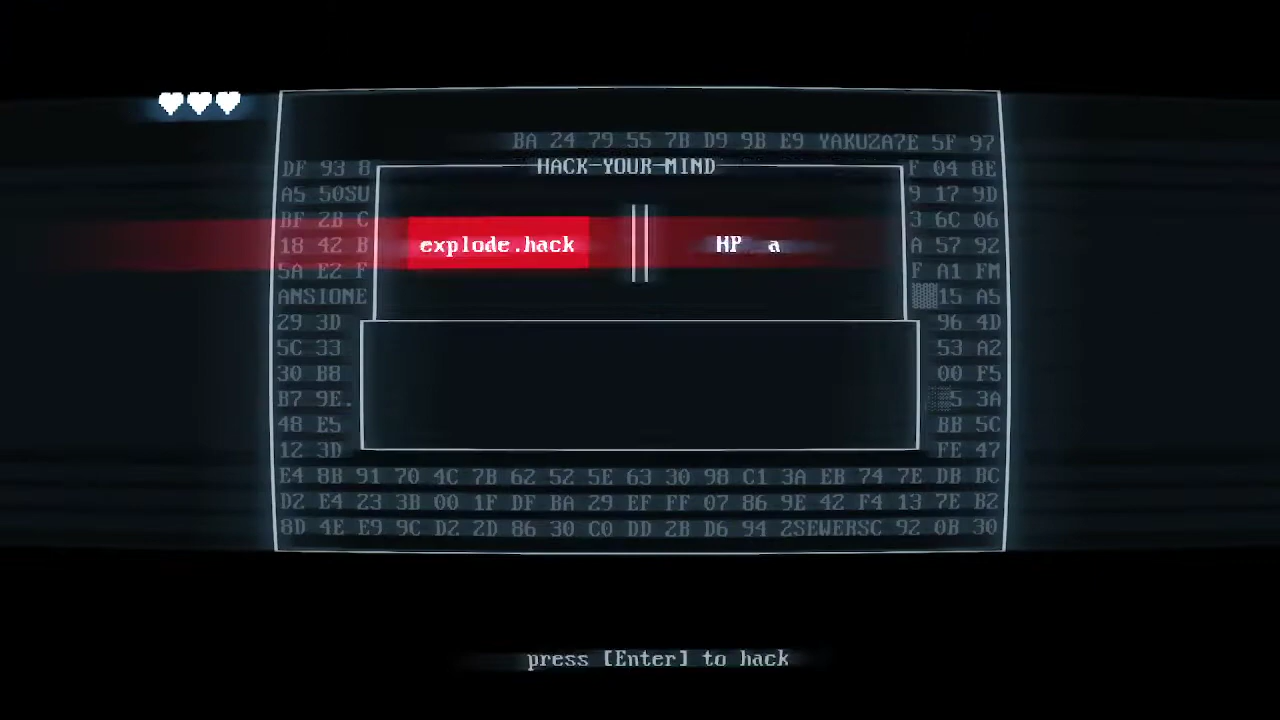 BA 24 79 55 7B D9 9B E9 YAKUZA7E 5F 97
DF 93 8 HACK-YOUR-MIND F 04 8E
A5 50SU 9 17 9D
BF 2B C 3 6C 06
18 42 B explode.hack HP a A 57 92
5A E2 F F A1 FM
ANSIONE 15 A5
29 3D 96 4D
5C 33 53 A2
30 B8 00 F5
B7 9E. 5 3A
48 E5 BB 5C
12 3D FE 47
E4 8B 91 70 4C 7B 62 52 5E 63 30 98 C1 3A EB 74 7E DB BC
D2 E4 23 3B 00 1F DF BA 29 EF FF 07 86 9E 42 F4 13 7E B2
8D 4E E9 9C D2 2D 86 30 C0 DD 2B D6 94 2SEWERSC 92 0B 30
press [Enter] to hack